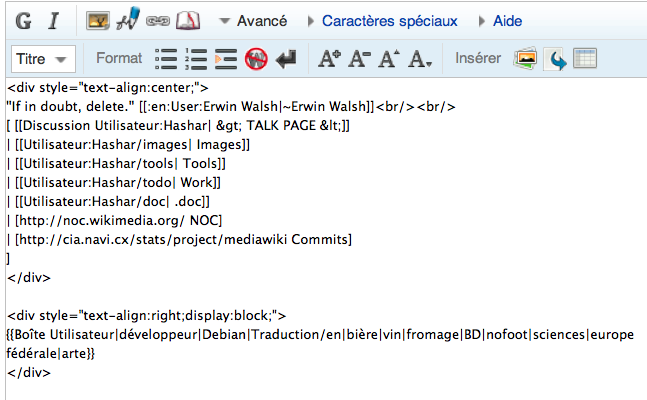 G I Avancé Caractères spéciaux Aide
Titre Format Insérer
<div style="text-align:center;">
"If in doubt, delete." [[:en:User:Erwin Walsh|~Erwin Walsh]]<br/><br/>
[ [[Discussion Utilisateur:Hashar| &gt; TALK PAGE &lt;]]
| [[Utilisateur:Hashar/images| Images]]
| [[Utilisateur:Hashar/tools| Tools]]
| [[Utilisateur:Hashar/todo| Work]]
| [[Utilisateur:Hashar/doc| .doc]]
| [http://noc.wikimedia.org/ NOC]
| [http://cia.navi.cx/stats/project/mediawiki Commits]
]
</div>

<div style="text-align:right;display:block;">
{{Boîte Utilisateur|développeur|Debian|Traduction/en|bière|vin|fromage|BD|nofoot|sciences|europe
fédérale|arte}}
</div>